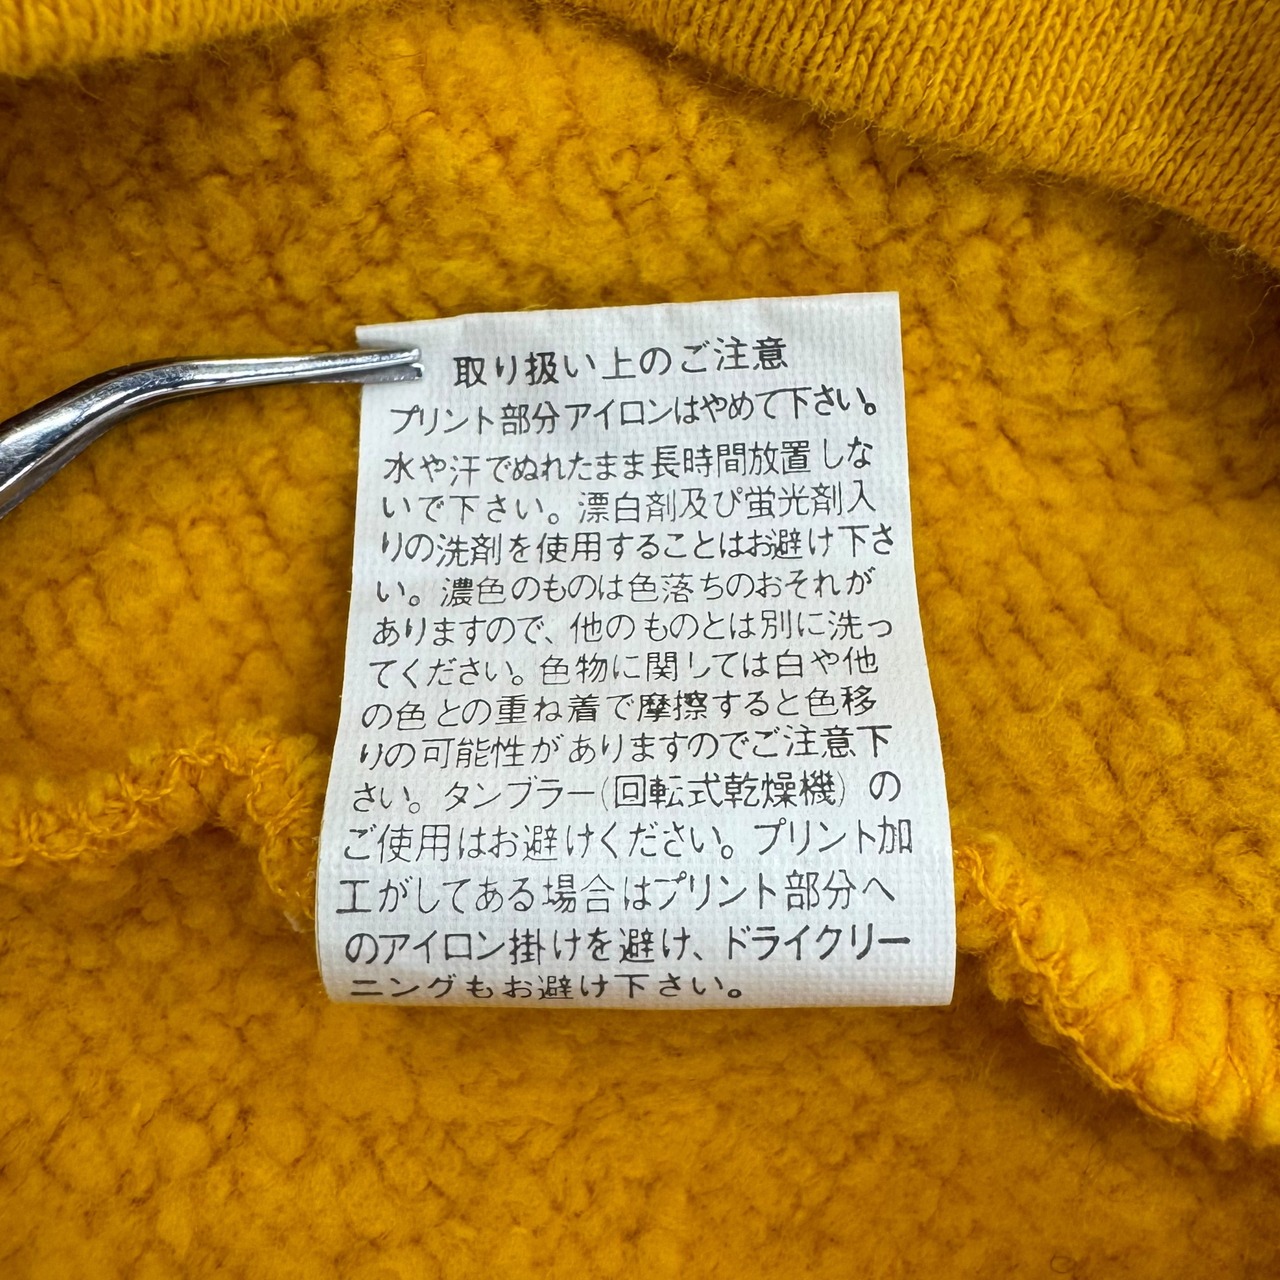 取り扱い上のご注意
プリント部分アイロンはやめて下さい。
水や汗でぬれたまま長時間放置しな
いで下さい。漂白剤及び蛍光剤入
りの洗剤を使用することはお避け下さ
い。濃色のものは色落ちのおそれが
ありますので、他のものとは別に洗っ
てください。色物に関しては白や他
の色との重ね着で摩擦すると色移
りの可能性がありますのでご注意下
さい。タンブラー(回転式乾燥機)の
ご使用はお避けください。プリント加
工がしてある場合はプリント部分へ
のアイロン掛けを避け、ドライクリー
ニングもお避け下さい。